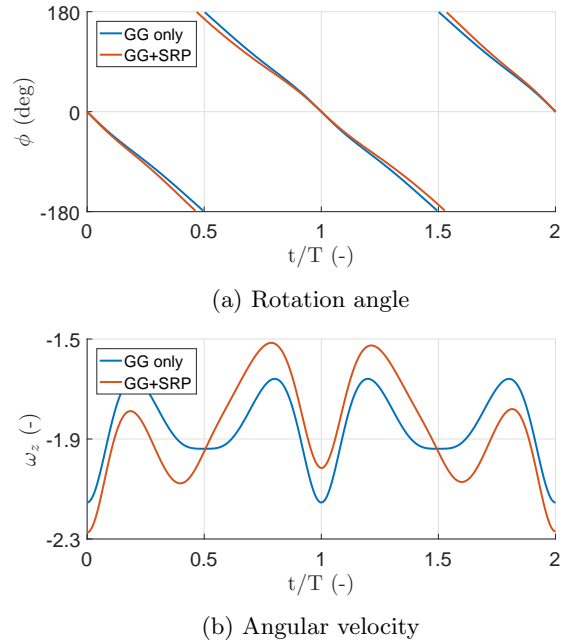 180
GG only
GG+SRP
0
-180
ϕ (deg)
0 0.5 1 1.5 2
t/T (-)
(a) Rotation angle
-1.5
GG only
GG+SRP
-1.9
-2.3
ω_z (-)
0 0.5 1 1.5 2
t/T (-)
(b) Angular velocity